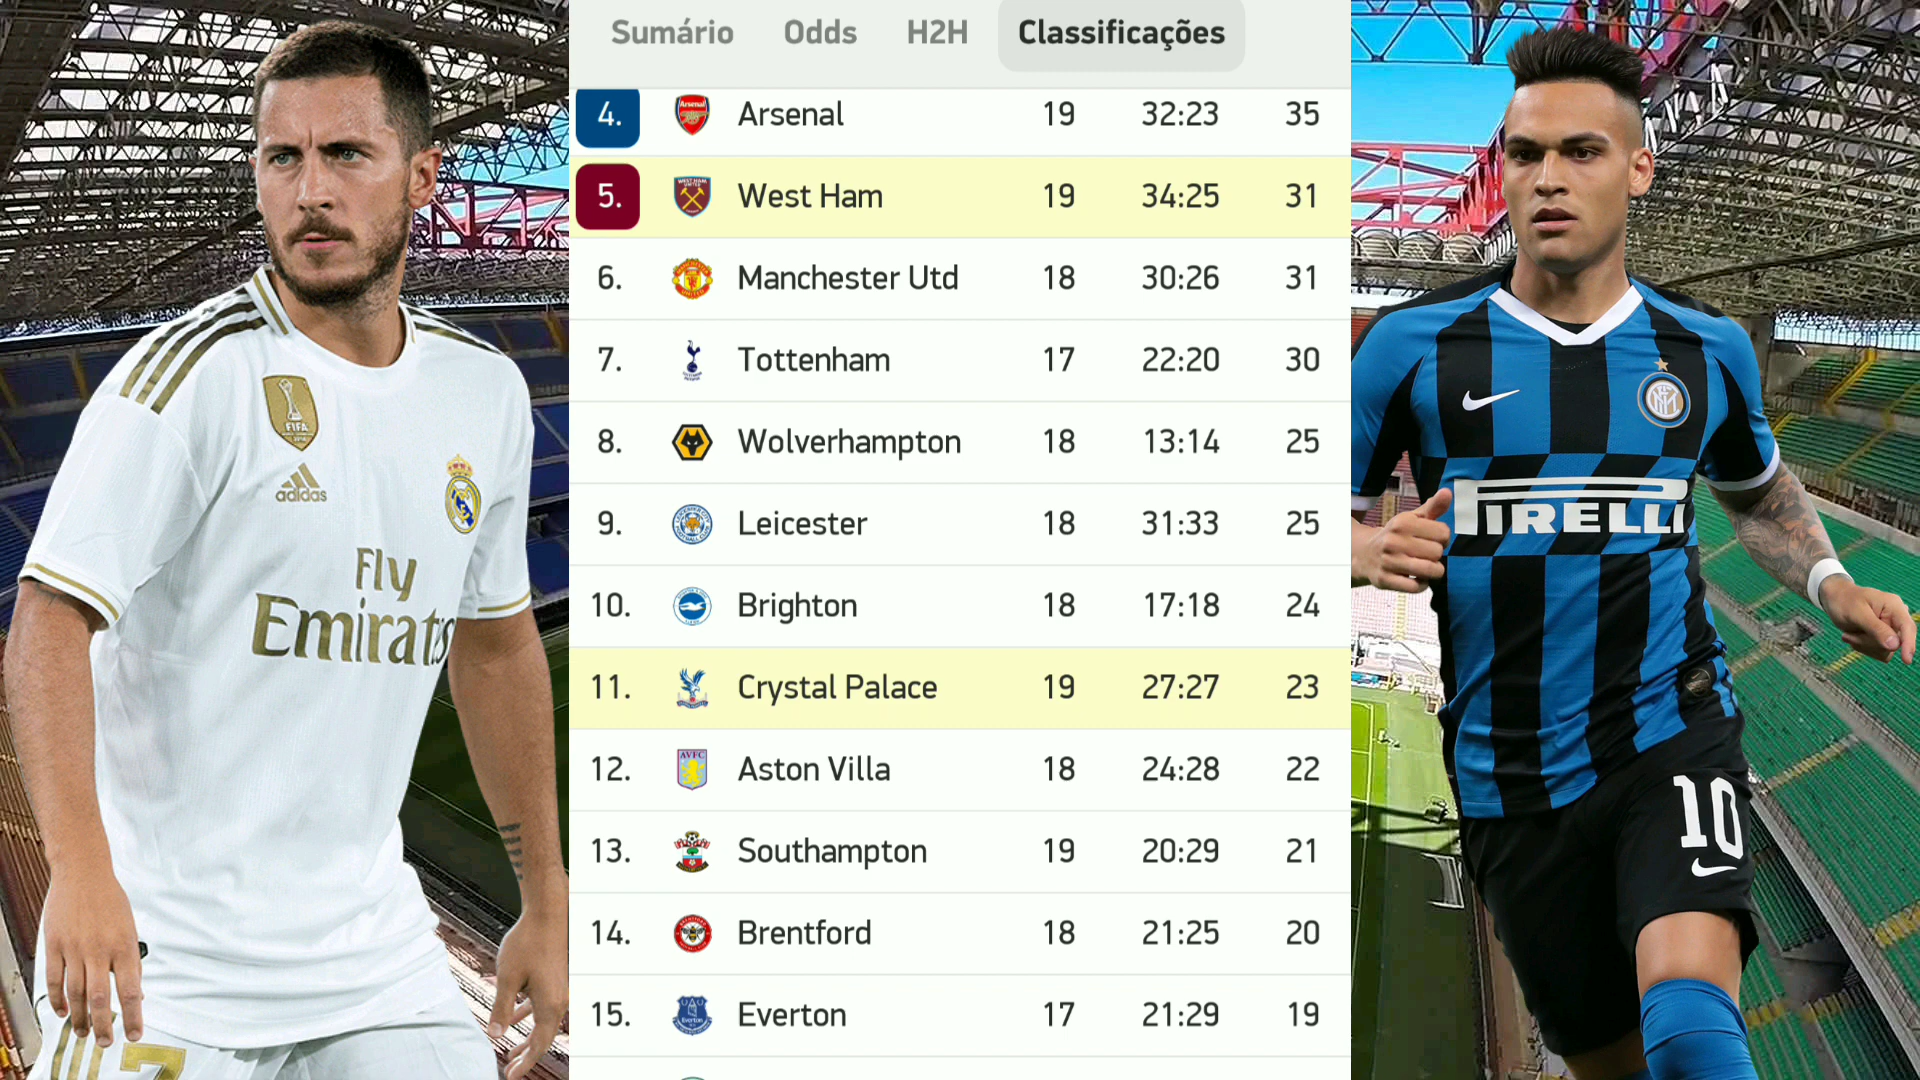 Sumário Odds H2H Classificações
4. Arsenal 19 32:23 35
5. West Ham 19 34:25 31
6. Manchester Utd 18 30:26 31
7. Tottenham 17 22:20 30
8. Wolverhampton 18 13:14 25
9. Leicester 18 31:33 25
10. Brighton 18 17:18 24
11. Crystal Palace 19 27:27 23
12. Aston Villa 18 24:28 22
13. Southampton 19 20:29 21
14. Brentford 18 21:25 20
15. Everton 17 21:29 19
FIFA
adidas
Fly
Emirates
7
PIRELLI
10